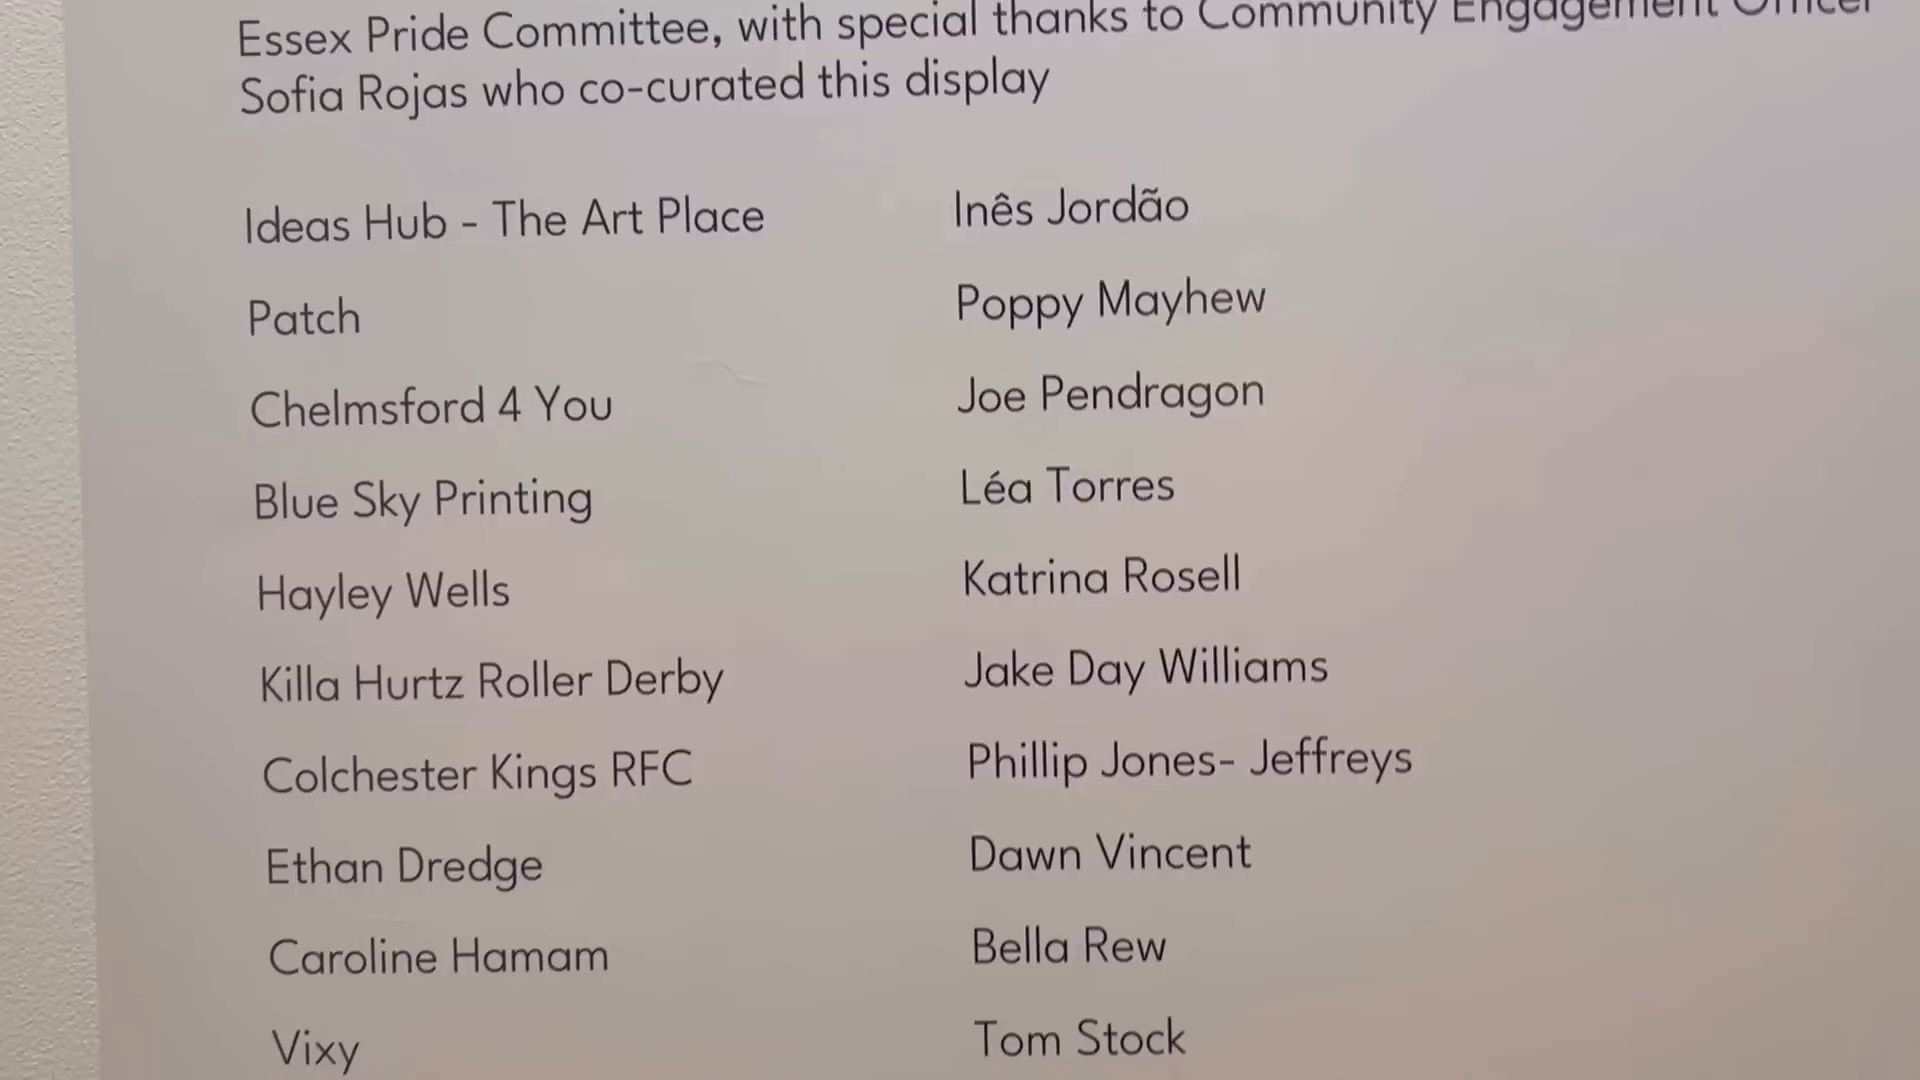 Essex Pride Committee, with special thanks to Community Engagement Officer
Sofia Rojas who co-curated this display
Ideas Hub - The Art Place
Patch
Chelmsford 4 You
Blue Sky Printing
Hayley Wells
Killa Hurtz Roller Derby
Colchester Kings RFC
Ethan Dredge
Caroline Hamam
Vixy
Inês Jordão
Poppy Mayhew
Joe Pendragon
Léa Torres
Katrina Rosell
Jake Day Williams
Phillip Jones- Jeffreys
Dawn Vincent
Bella Rew
Tom Stock